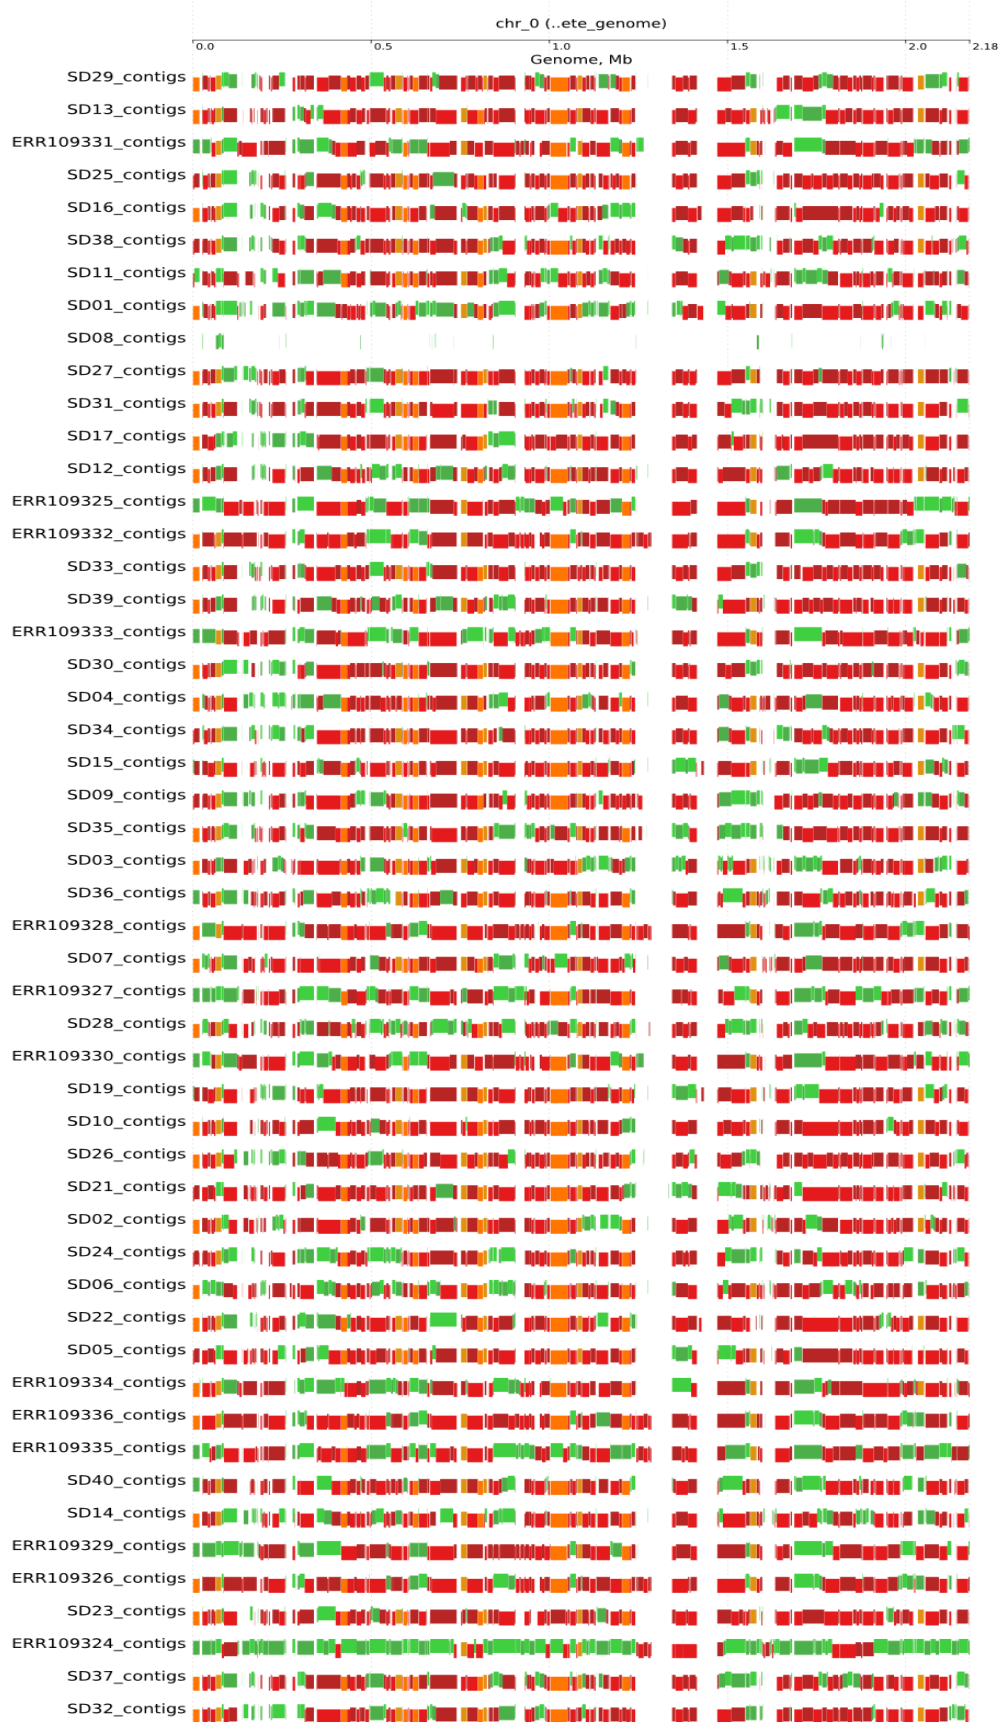 chr_0 (..ete_genome)
0.0 0.5 1.0 1.5 2.0 2.18
Genome, Mb
SD29_contigs
SD13_contigs
ERR109331_contigs
SD25_contigs
SD16_contigs
SD38_contigs
SD11_contigs
SD01_contigs
SD08_contigs
SD27_contigs
SD31_contigs
SD17_contigs
SD12_contigs
ERR109325_contigs
ERR109332_contigs
SD33_contigs
SD39_contigs
ERR109333_contigs
SD30_contigs
SD04_contigs
SD34_contigs
SD15_contigs
SD09_contigs
SD35_contigs
SD03_contigs
SD36_contigs
ERR109328_contigs
SD07_contigs
ERR109327_contigs
SD28_contigs
ERR109330_contigs
SD19_contigs
SD10_contigs
SD26_contigs
SD21_contigs
SD02_contigs
SD24_contigs
SD06_contigs
SD22_contigs
SD05_contigs
ERR109334_contigs
ERR109336_contigs
ERR109335_contigs
SD40_contigs
SD14_contigs
ERR109329_contigs
ERR109326_contigs
SD23_contigs
ERR109324_contigs
SD37_contigs
SD32_contigs